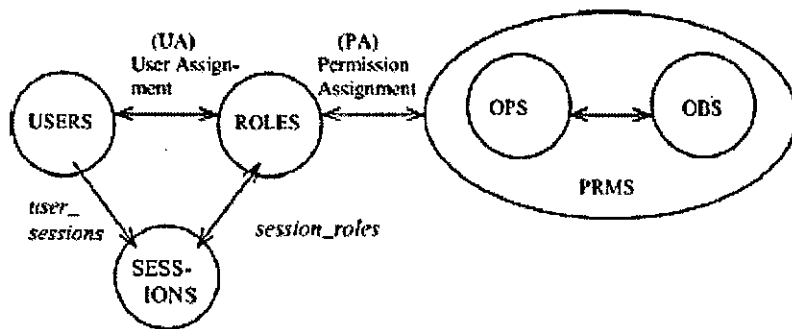 (UA)
User Assign-
ment
(PA)
Permission
Assignment
USERS
ROLES
OPS
OBS
PRMS
user_
sessions
session_roles
SESS-
IONS